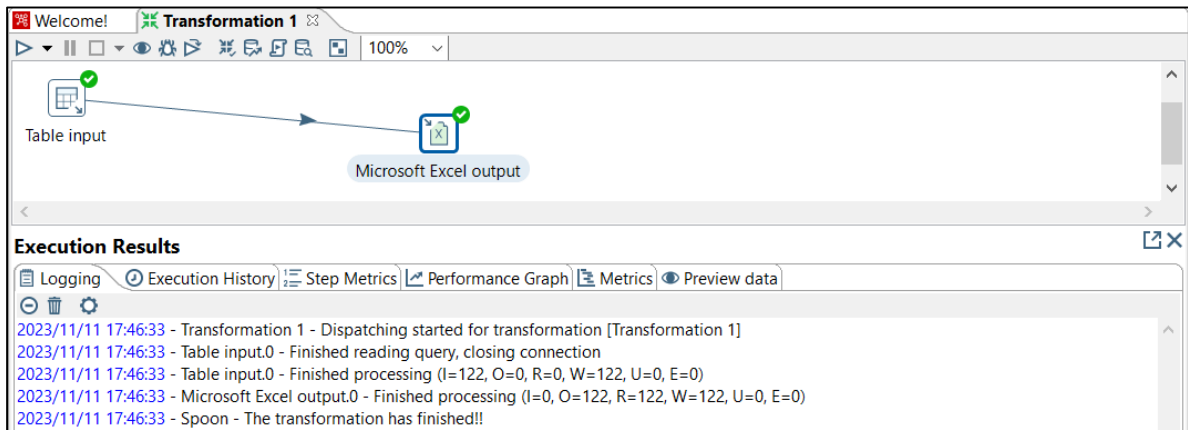 Welcome! Transformation 1
100%
Table input
Microsoft Excel output
Execution Results
Logging Execution History Step Metrics Performance Graph Metrics Preview data
2023/11/11 17:46:33 - Transformation 1 - Dispatching started for transformation [Transformation 1]
2023/11/11 17:46:33 - Table input.0 - Finished reading query, closing connection
2023/11/11 17:46:33 - Table input.0 - Finished processing (I=122, O=0, R=0, W=122, U=0, E=0)
2023/11/11 17:46:33 - Microsoft Excel output.0 - Finished processing (I=0, O=122, R=122, W=122, U=0, E=0)
2023/11/11 17:46:33 - Spoon - The transformation has finished!!